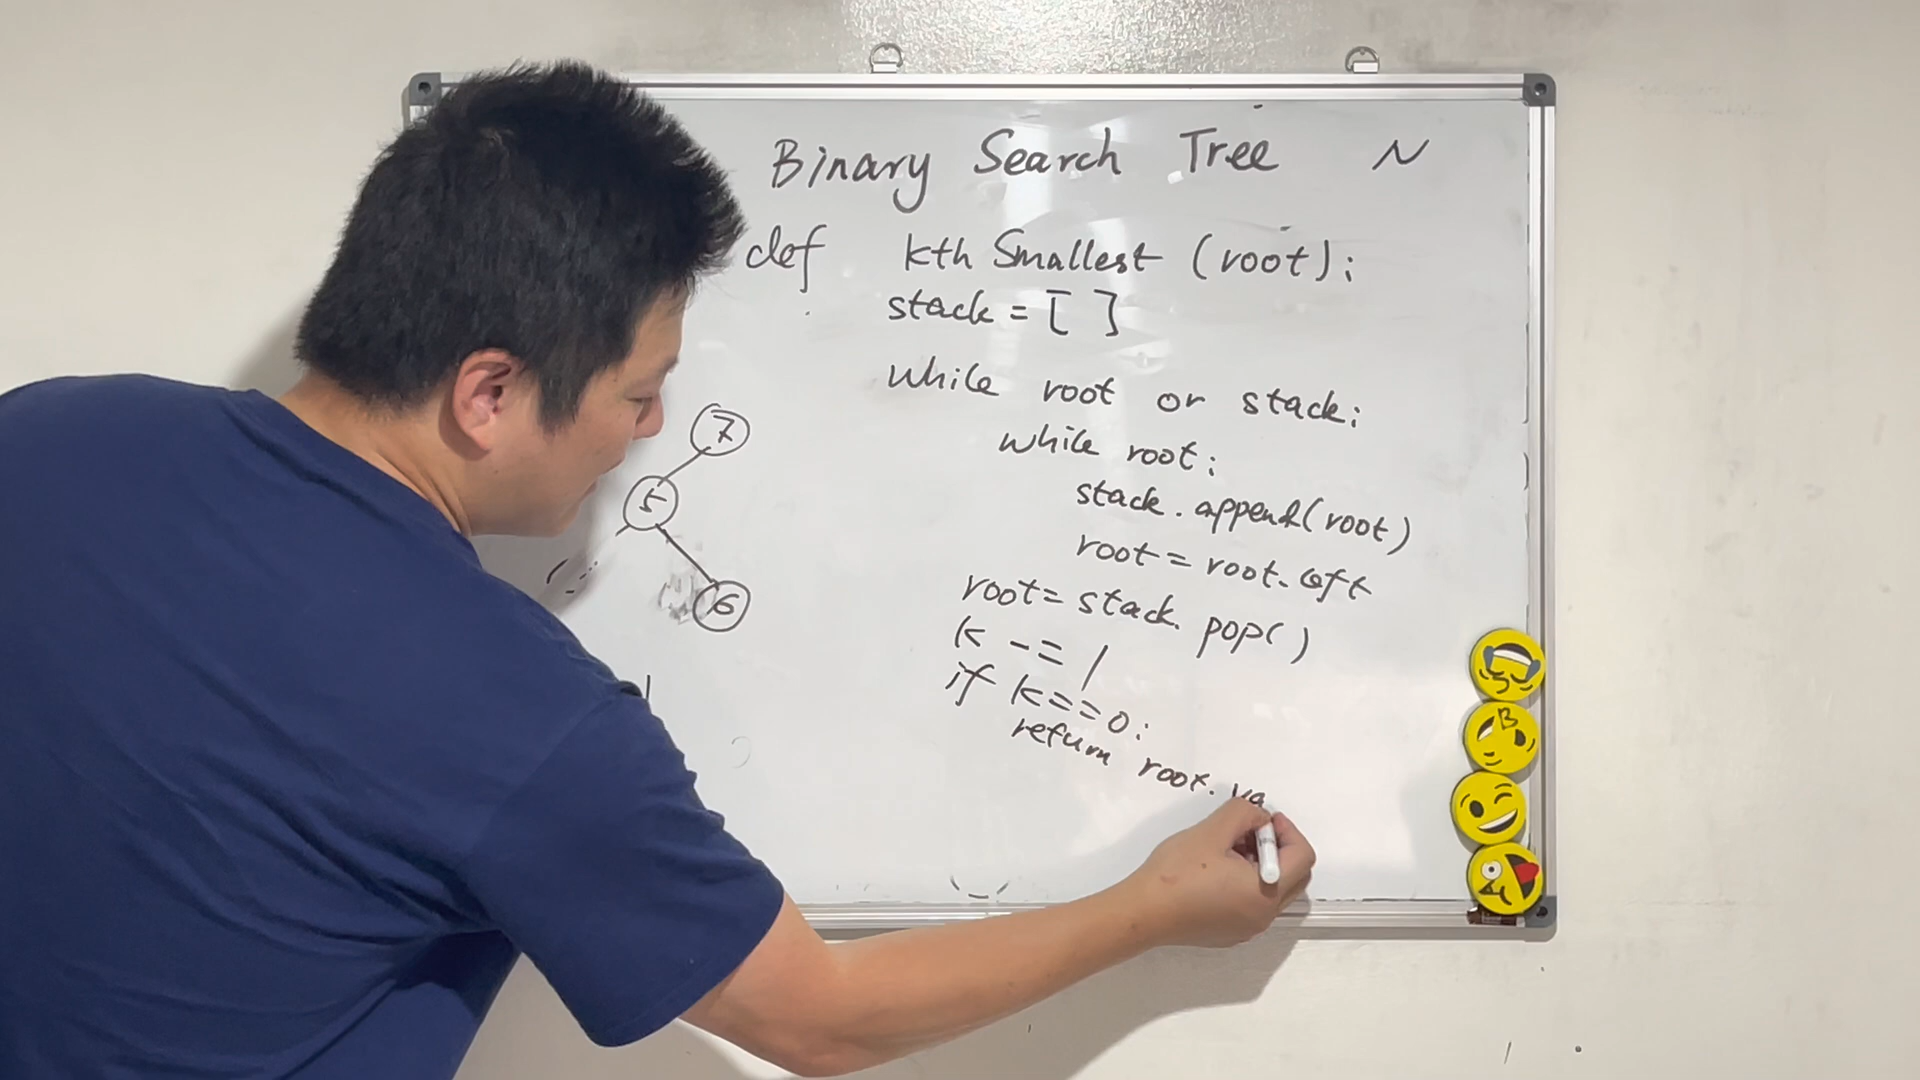 Binary Search Tree N
def kth Smallest (root):
stack = [ ]
while root or stack:
while root:
stack.append(root)
root = root.left
root = stack.pop()
k -= 1
if k == 0:
return root.va
7
5
6
B